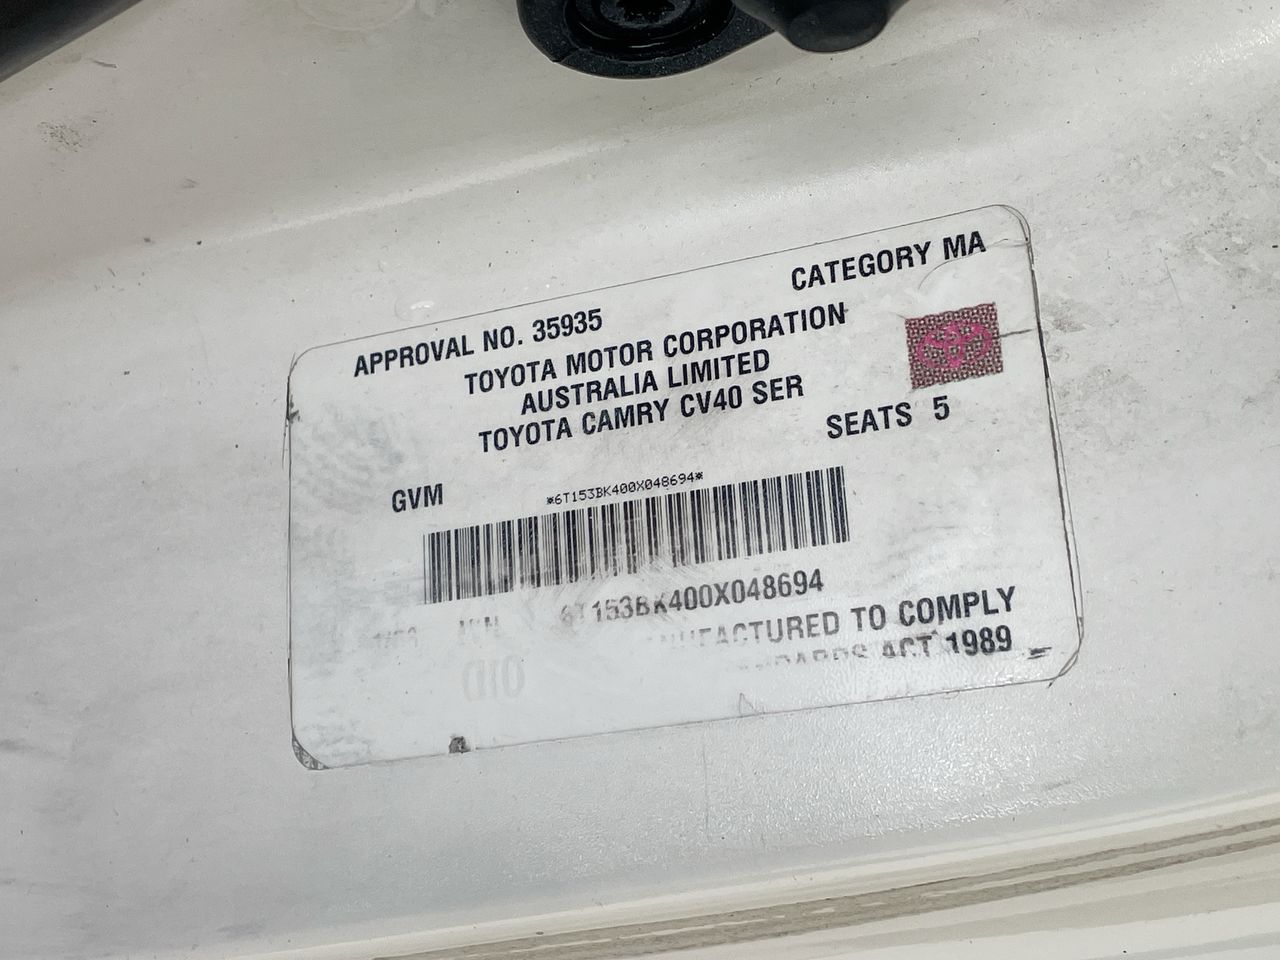 CATEGORY MA
APPROVAL NO. 35935
TOYOTA MOTOR CORPORATION
AUSTRALIA LIMITED
TOYOTA CAMRY CV40 SER
SEATS 5
GVM
*6T153BK400X048694*
6T153BK400X048694
TO COMPLY
ACT 1989